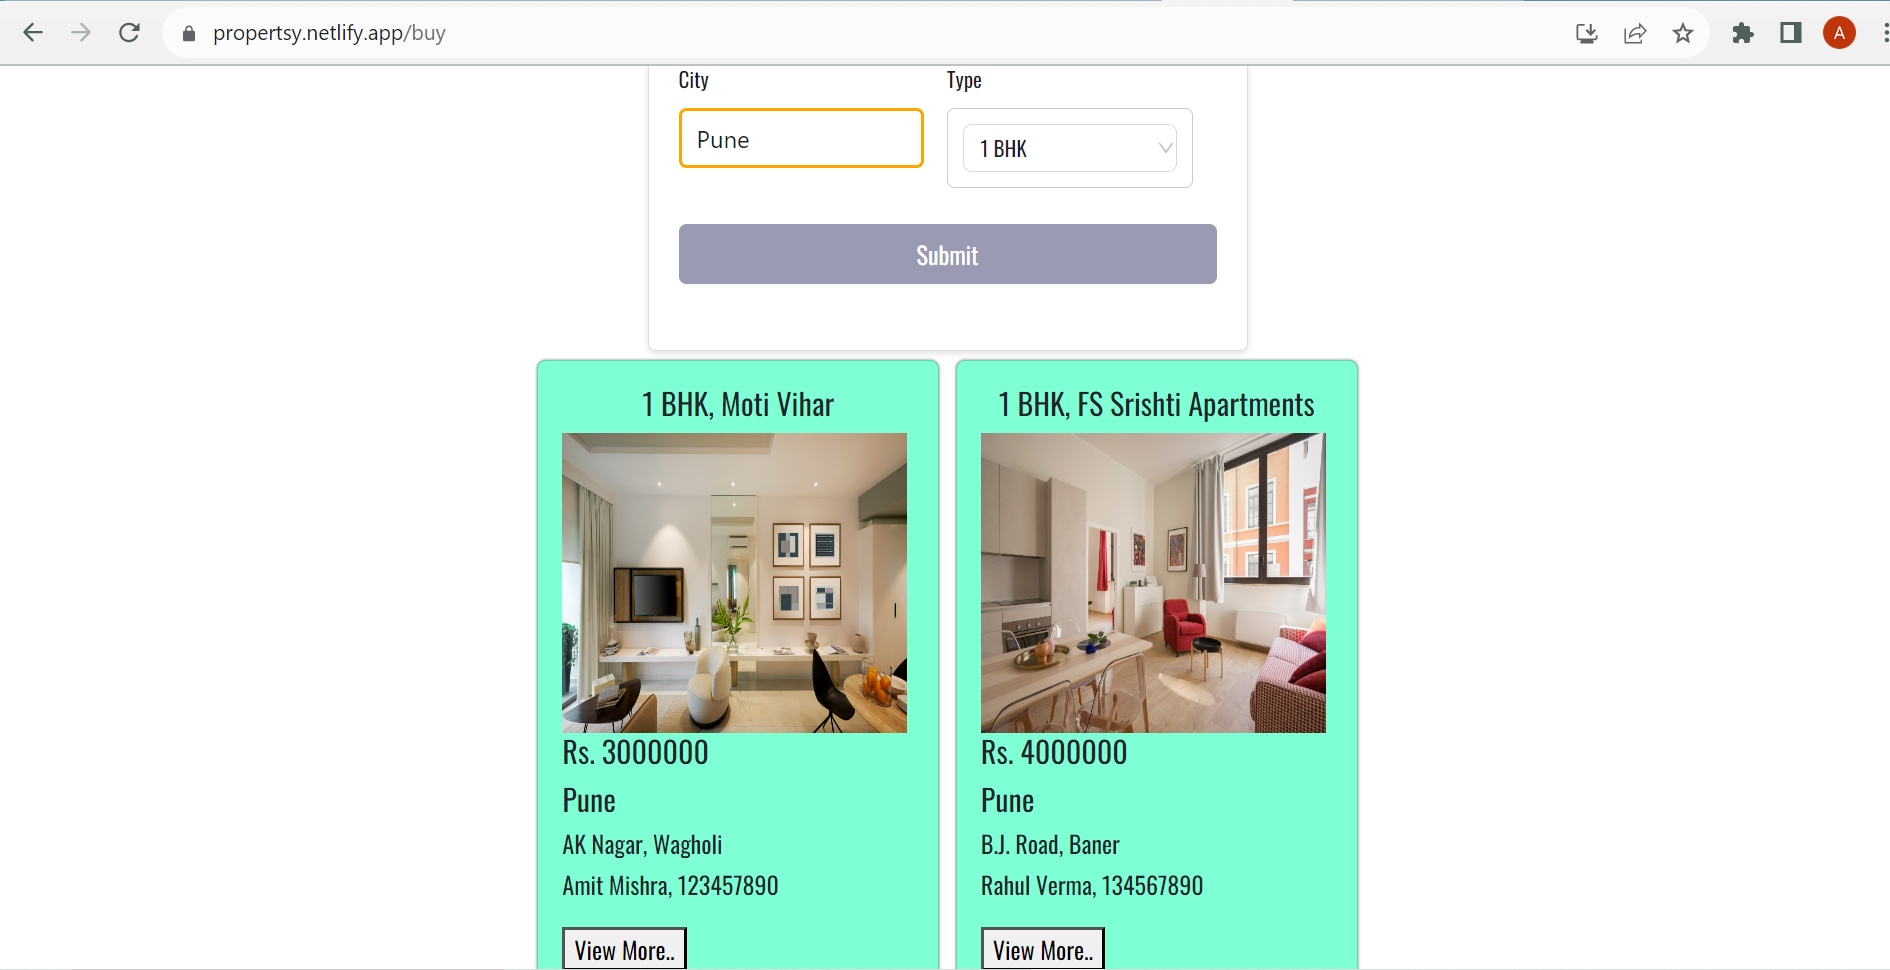 propertsy.netlify.app/buy
A
City
Type
Pune
1 BHK
Submit
1 BHK, Moti Vihar
1 BHK, FS Srishti Apartments
Rs. 3000000
Rs. 4000000
Pune
Pune
AK Nagar, Wagholi
B.J. Road, Baner
Amit Mishra, 123457890
Rahul Verma, 134567890
View More..
View More..